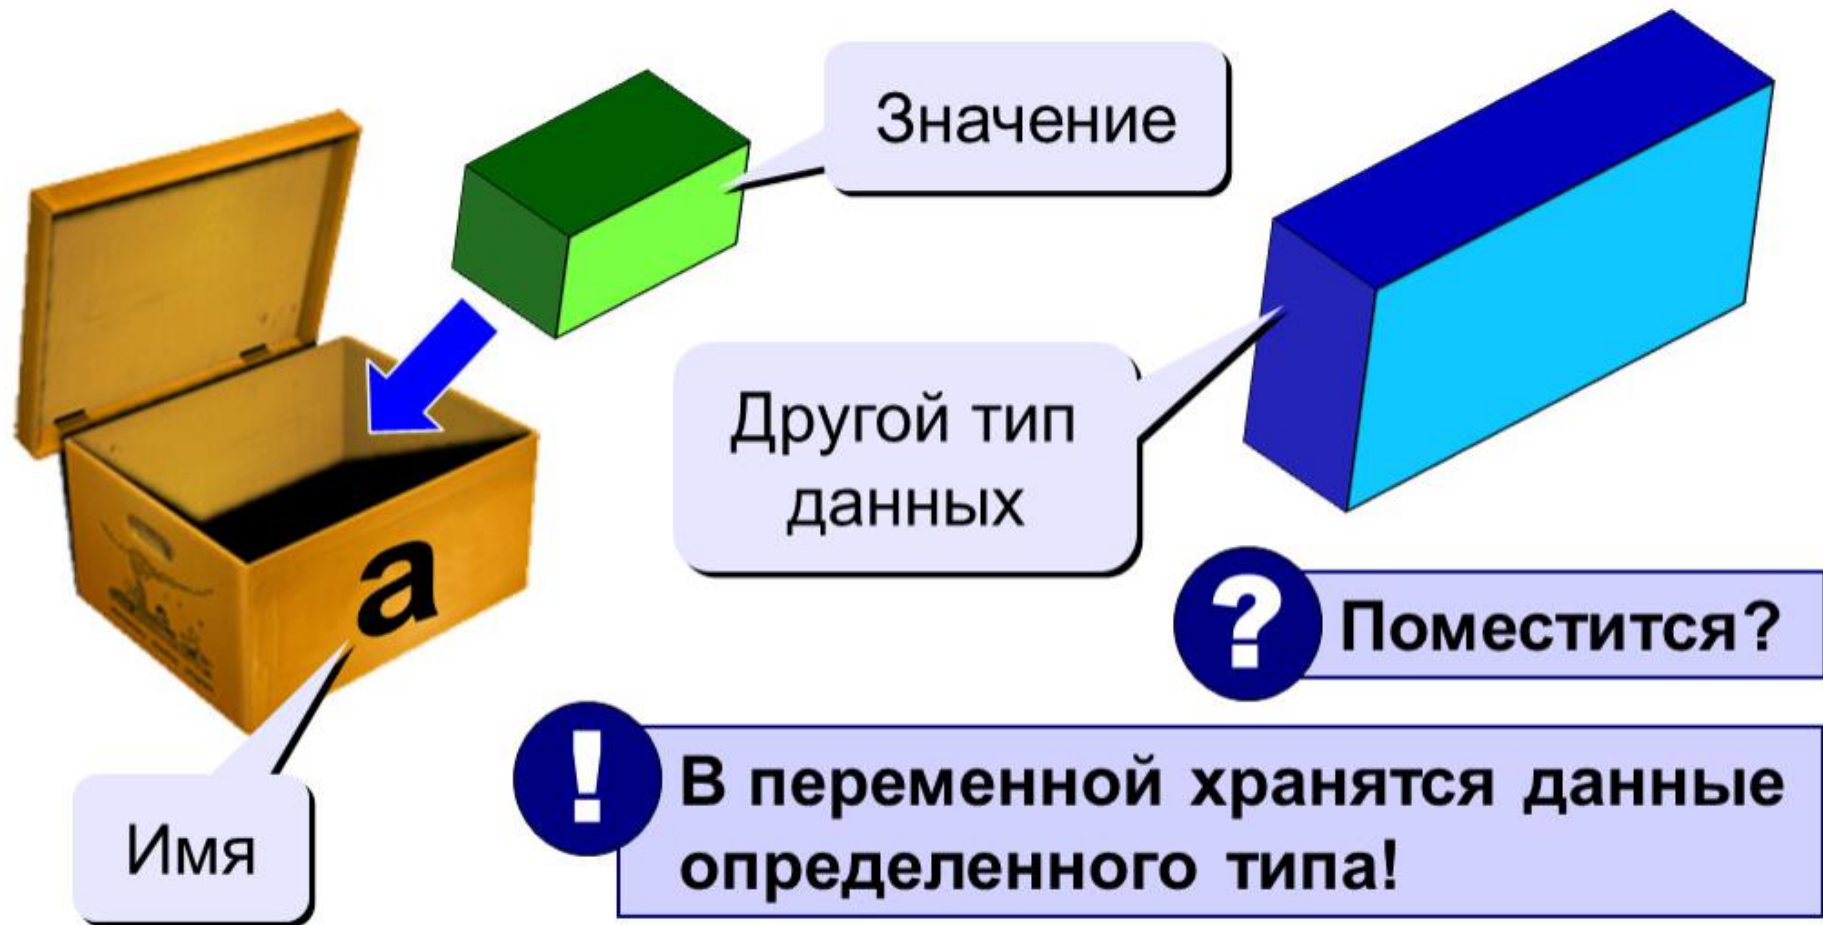 Значение
Другой тип
данных
а
? Поместится?
! В переменной хранятся данные
определенного типа!
Имя